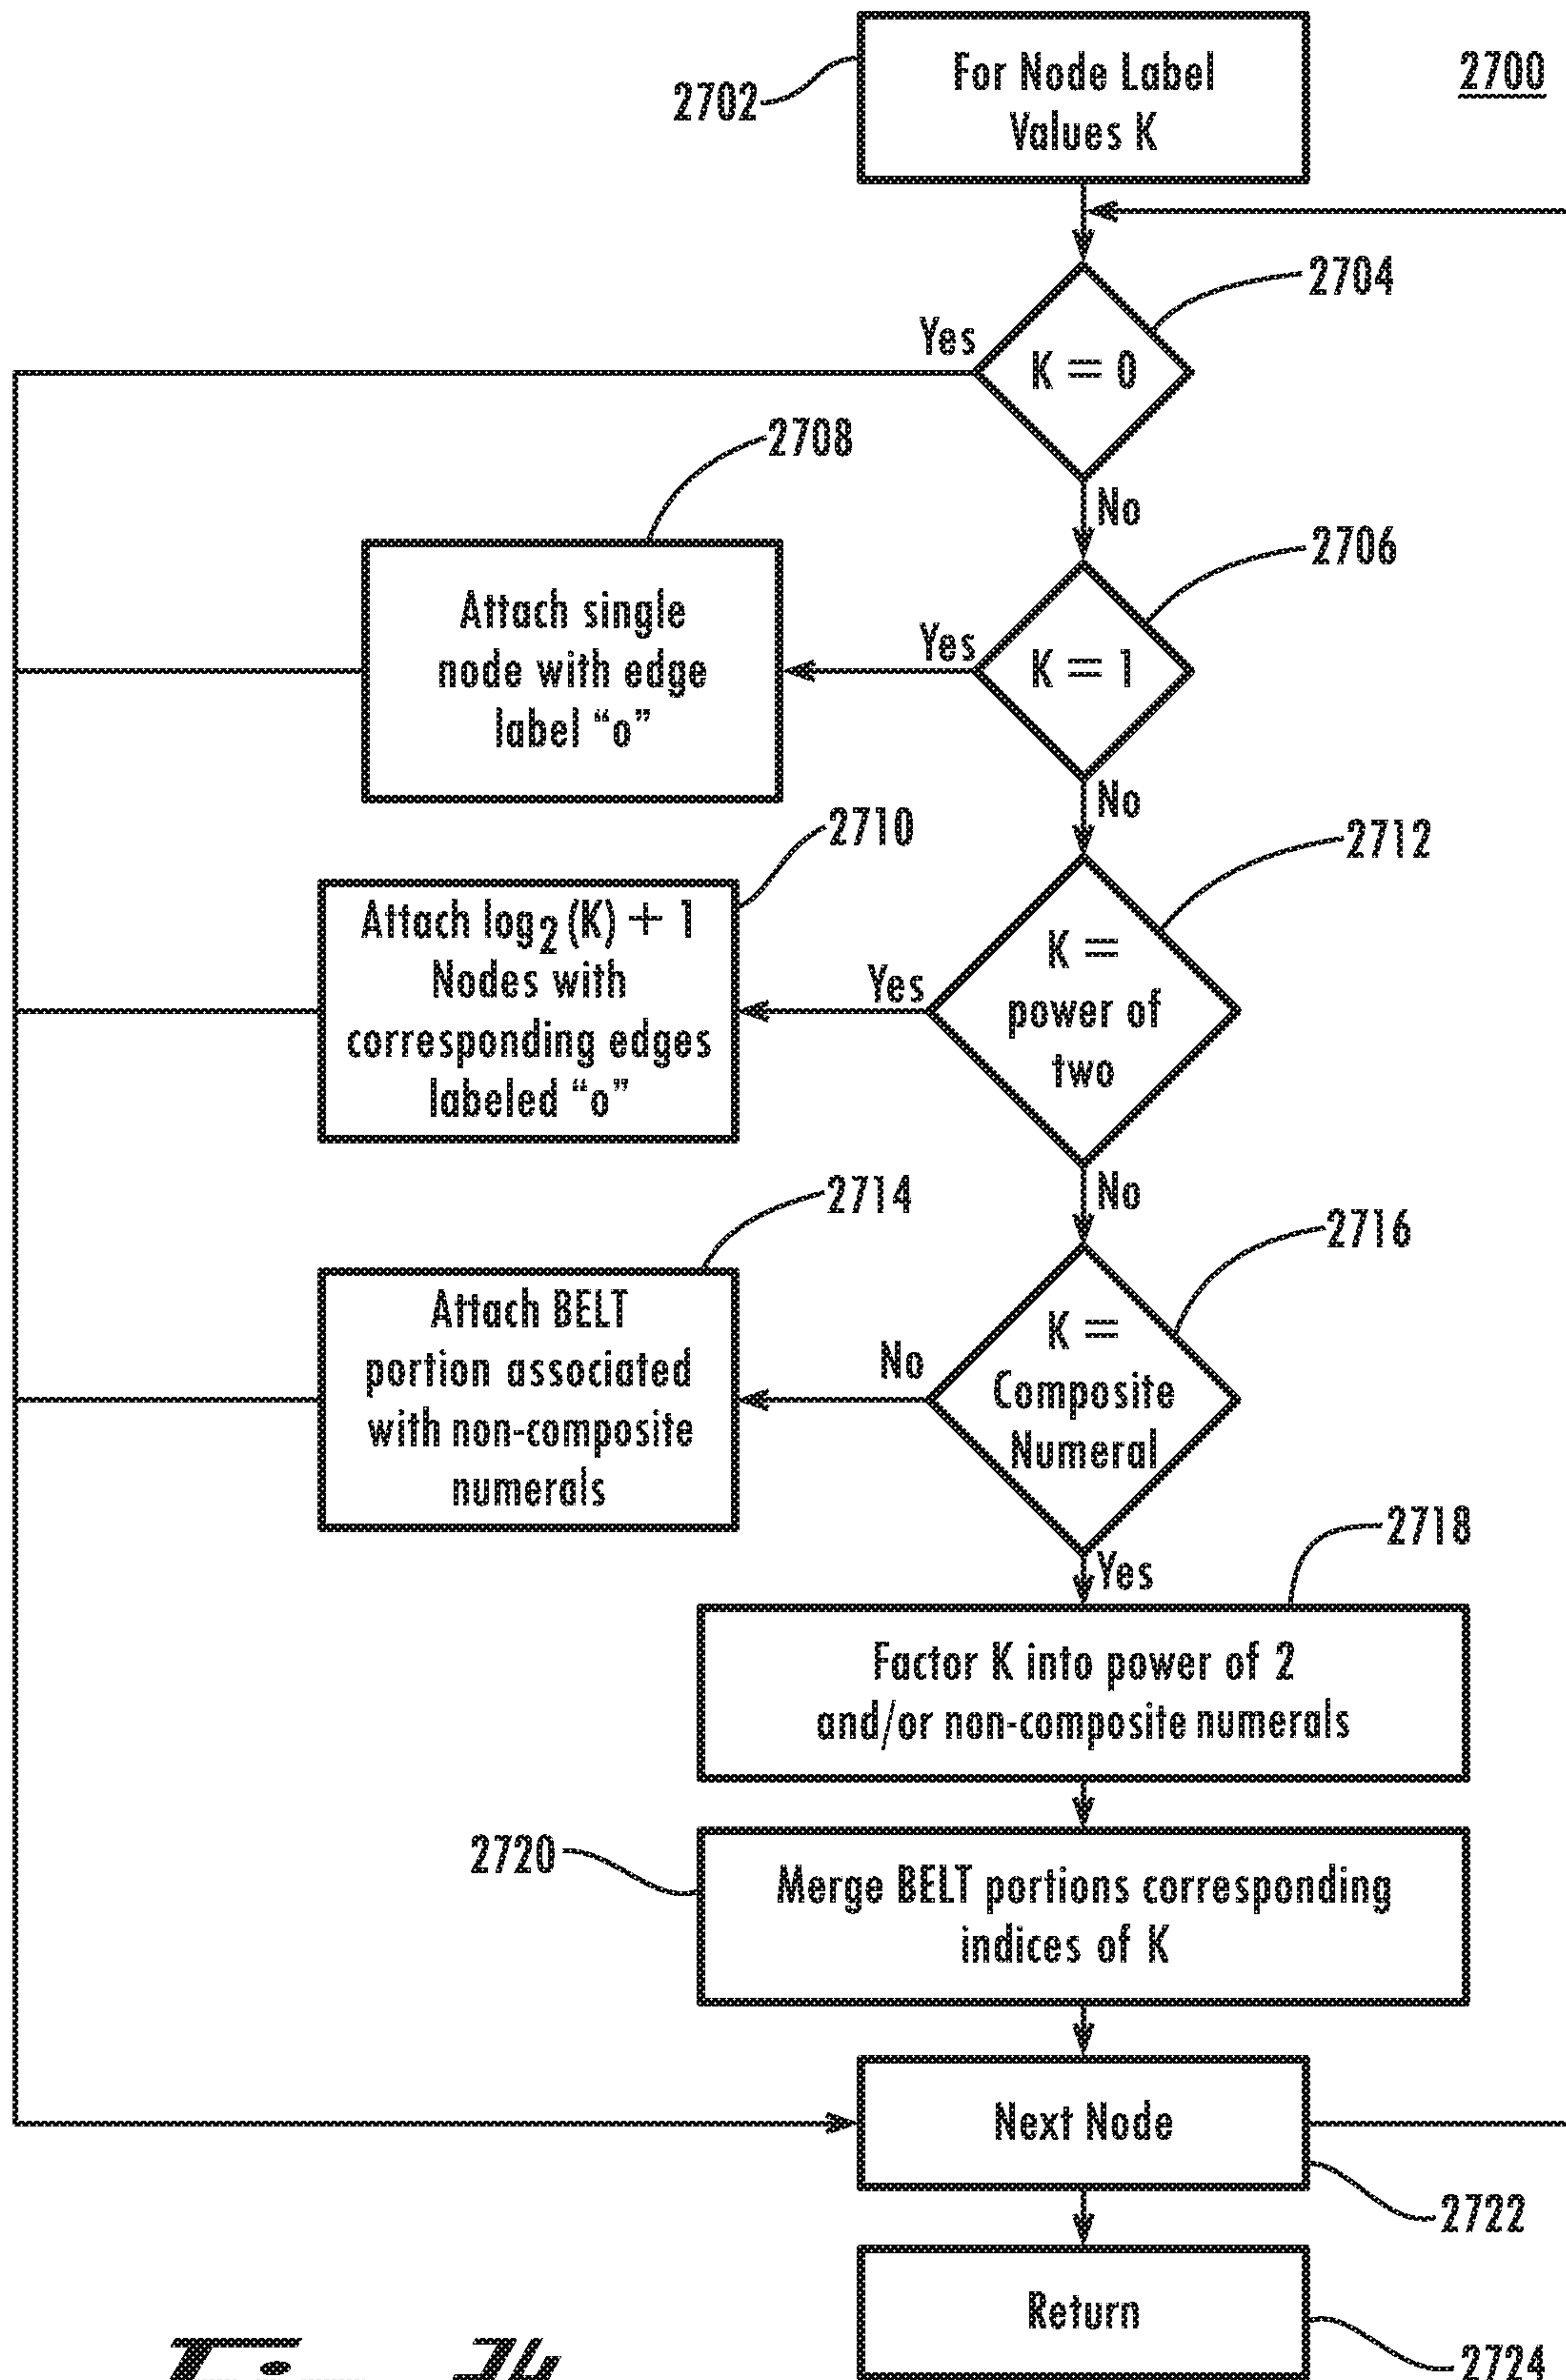 2700
2702
For Node Label
Values K
2704
Yes
K = 0
No
2708
2706
Attach single
node with edge
label “o”
Yes
K = 1
No
2710
2712
Attach log2 (K) + 1
Nodes with
corresponding edges
labeled “o”
Yes
K =
power of
two
No
2714
2716
Attach BELT
portion associated
with non-composite
numerals
No
K =
Composite
Numeral
Yes
2718
Factor K into power of 2
and/or non-composite numerals
2720
Merge BELT portions corresponding
indices of K
Next Node
2722
Return
2724